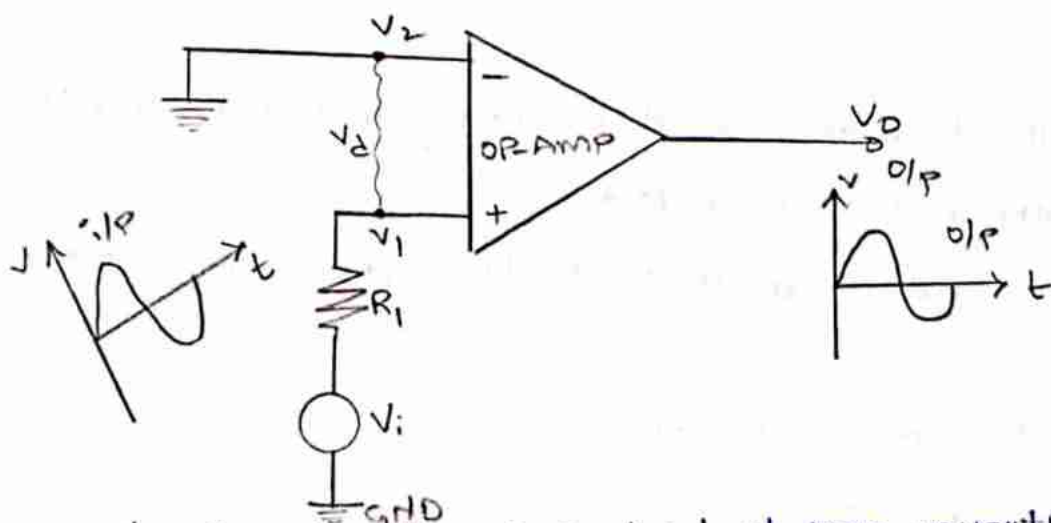 V2
−
Vd
OP-AMP
VO
O/P
+
V1
i/P
t
R1
V
O/P
t
Vi
GND